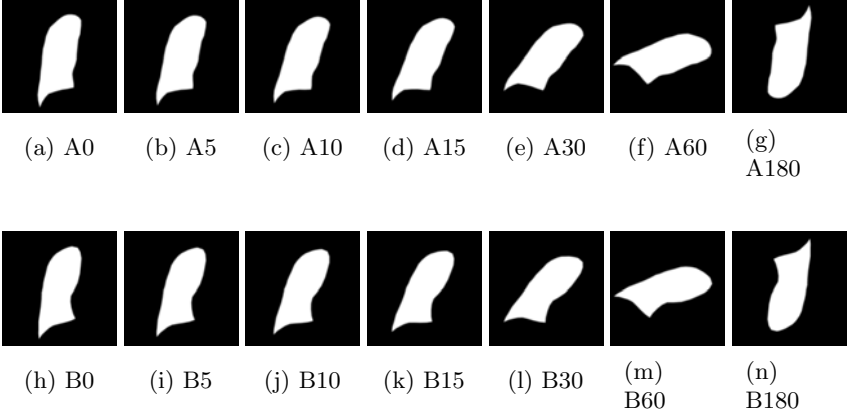 (a) A0 (b) A5 (c) A10 (d) A15 (e) A30 (f) A60 (g)
A180
(h) B0 (i) B5 (j) B10 (k) B15 (l) B30 (m) (n)
B60 B180